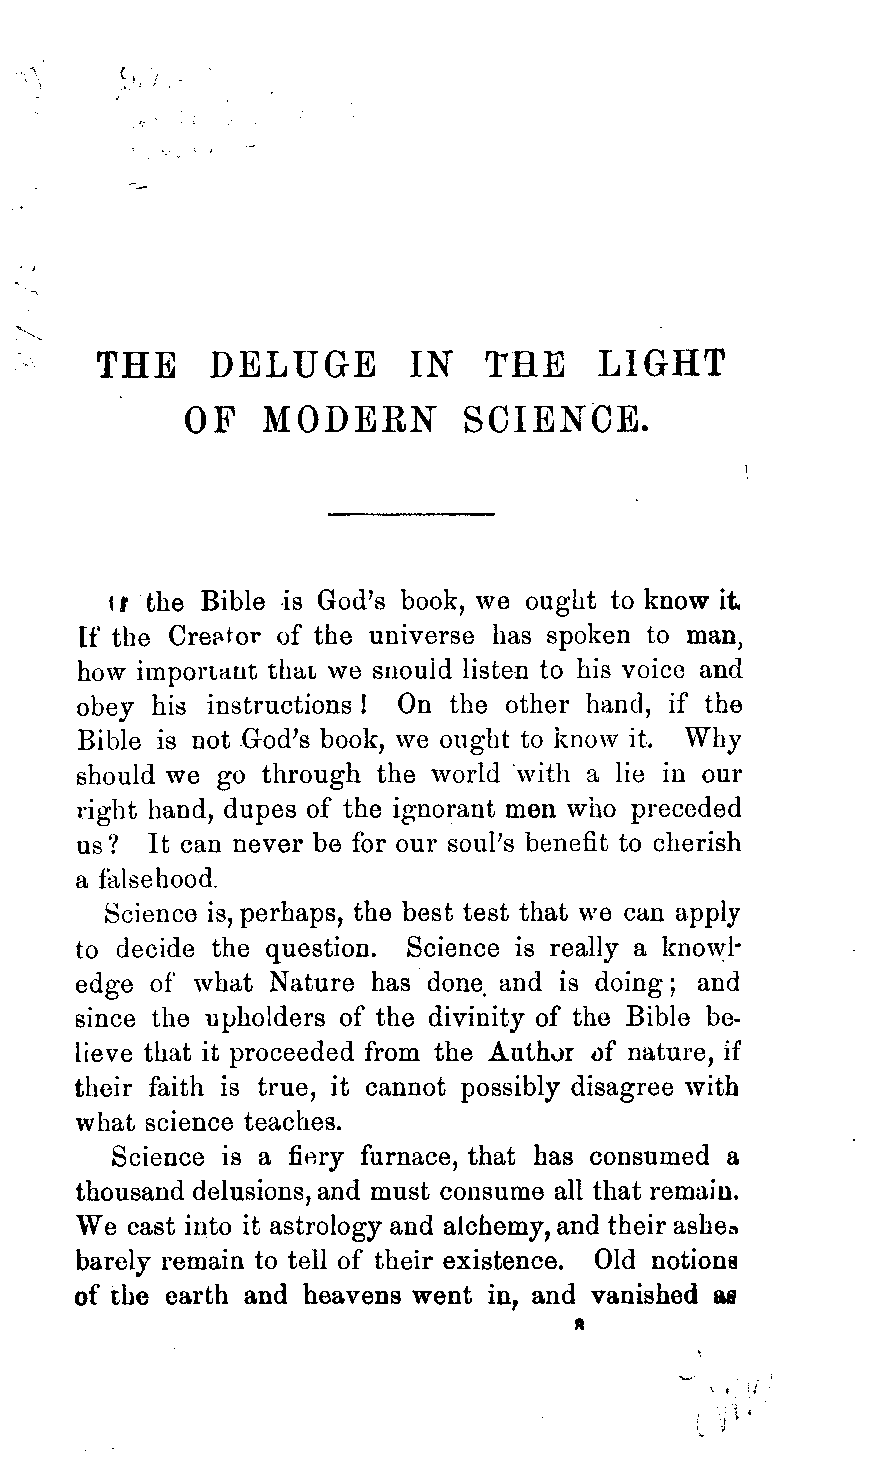 THE DELUGE IN THE LIGHT
OF MODERN SCIENCE.
If the Bible is God's book, we ought to know it.
If the Creator of the universe has spoken to man,
how important that we should listen to his voice and
obey his instructions! On the other hand, if the
Bible is not God's book, we ought to know it. Why
should we go through the world with a lie in our
right hand, dupes of the ignorant men who preceded
us? It can never be for our soul's benefit to cherish
a falsehood.
Science is, perhaps, the best test that we can apply
to decide the question. Science is really a knowl-
edge of what Nature has done, and is doing; and
since the upholders of the divinity of the Bible be-
lieve that it proceeded from the Author of nature, if
their faith is true, it cannot possibly disagree with
what science teaches.
Science is a fiery furnace, that has consumed a
thousand delusions, and must consume all that remain.
We cast into it astrology and alchemy, and their ashes
barely remain to tell of their existence. Old notions
of the earth and heavens went in, and vanished as